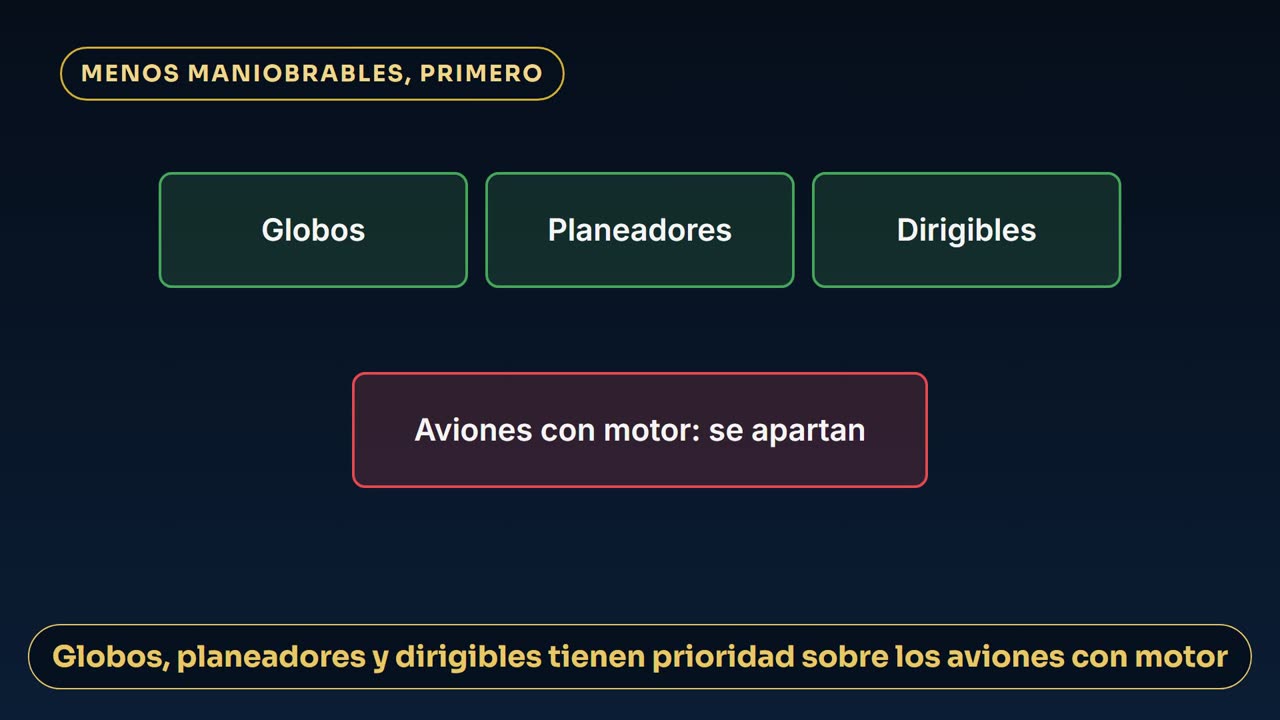 MENOS MANIOBRABLES, PRIMERO
Globos
Planeadores
Dirigibles
Aviones con motor: se apartan
Globos, planeadores y dirigibles tienen prioridad sobre los aviones con motor